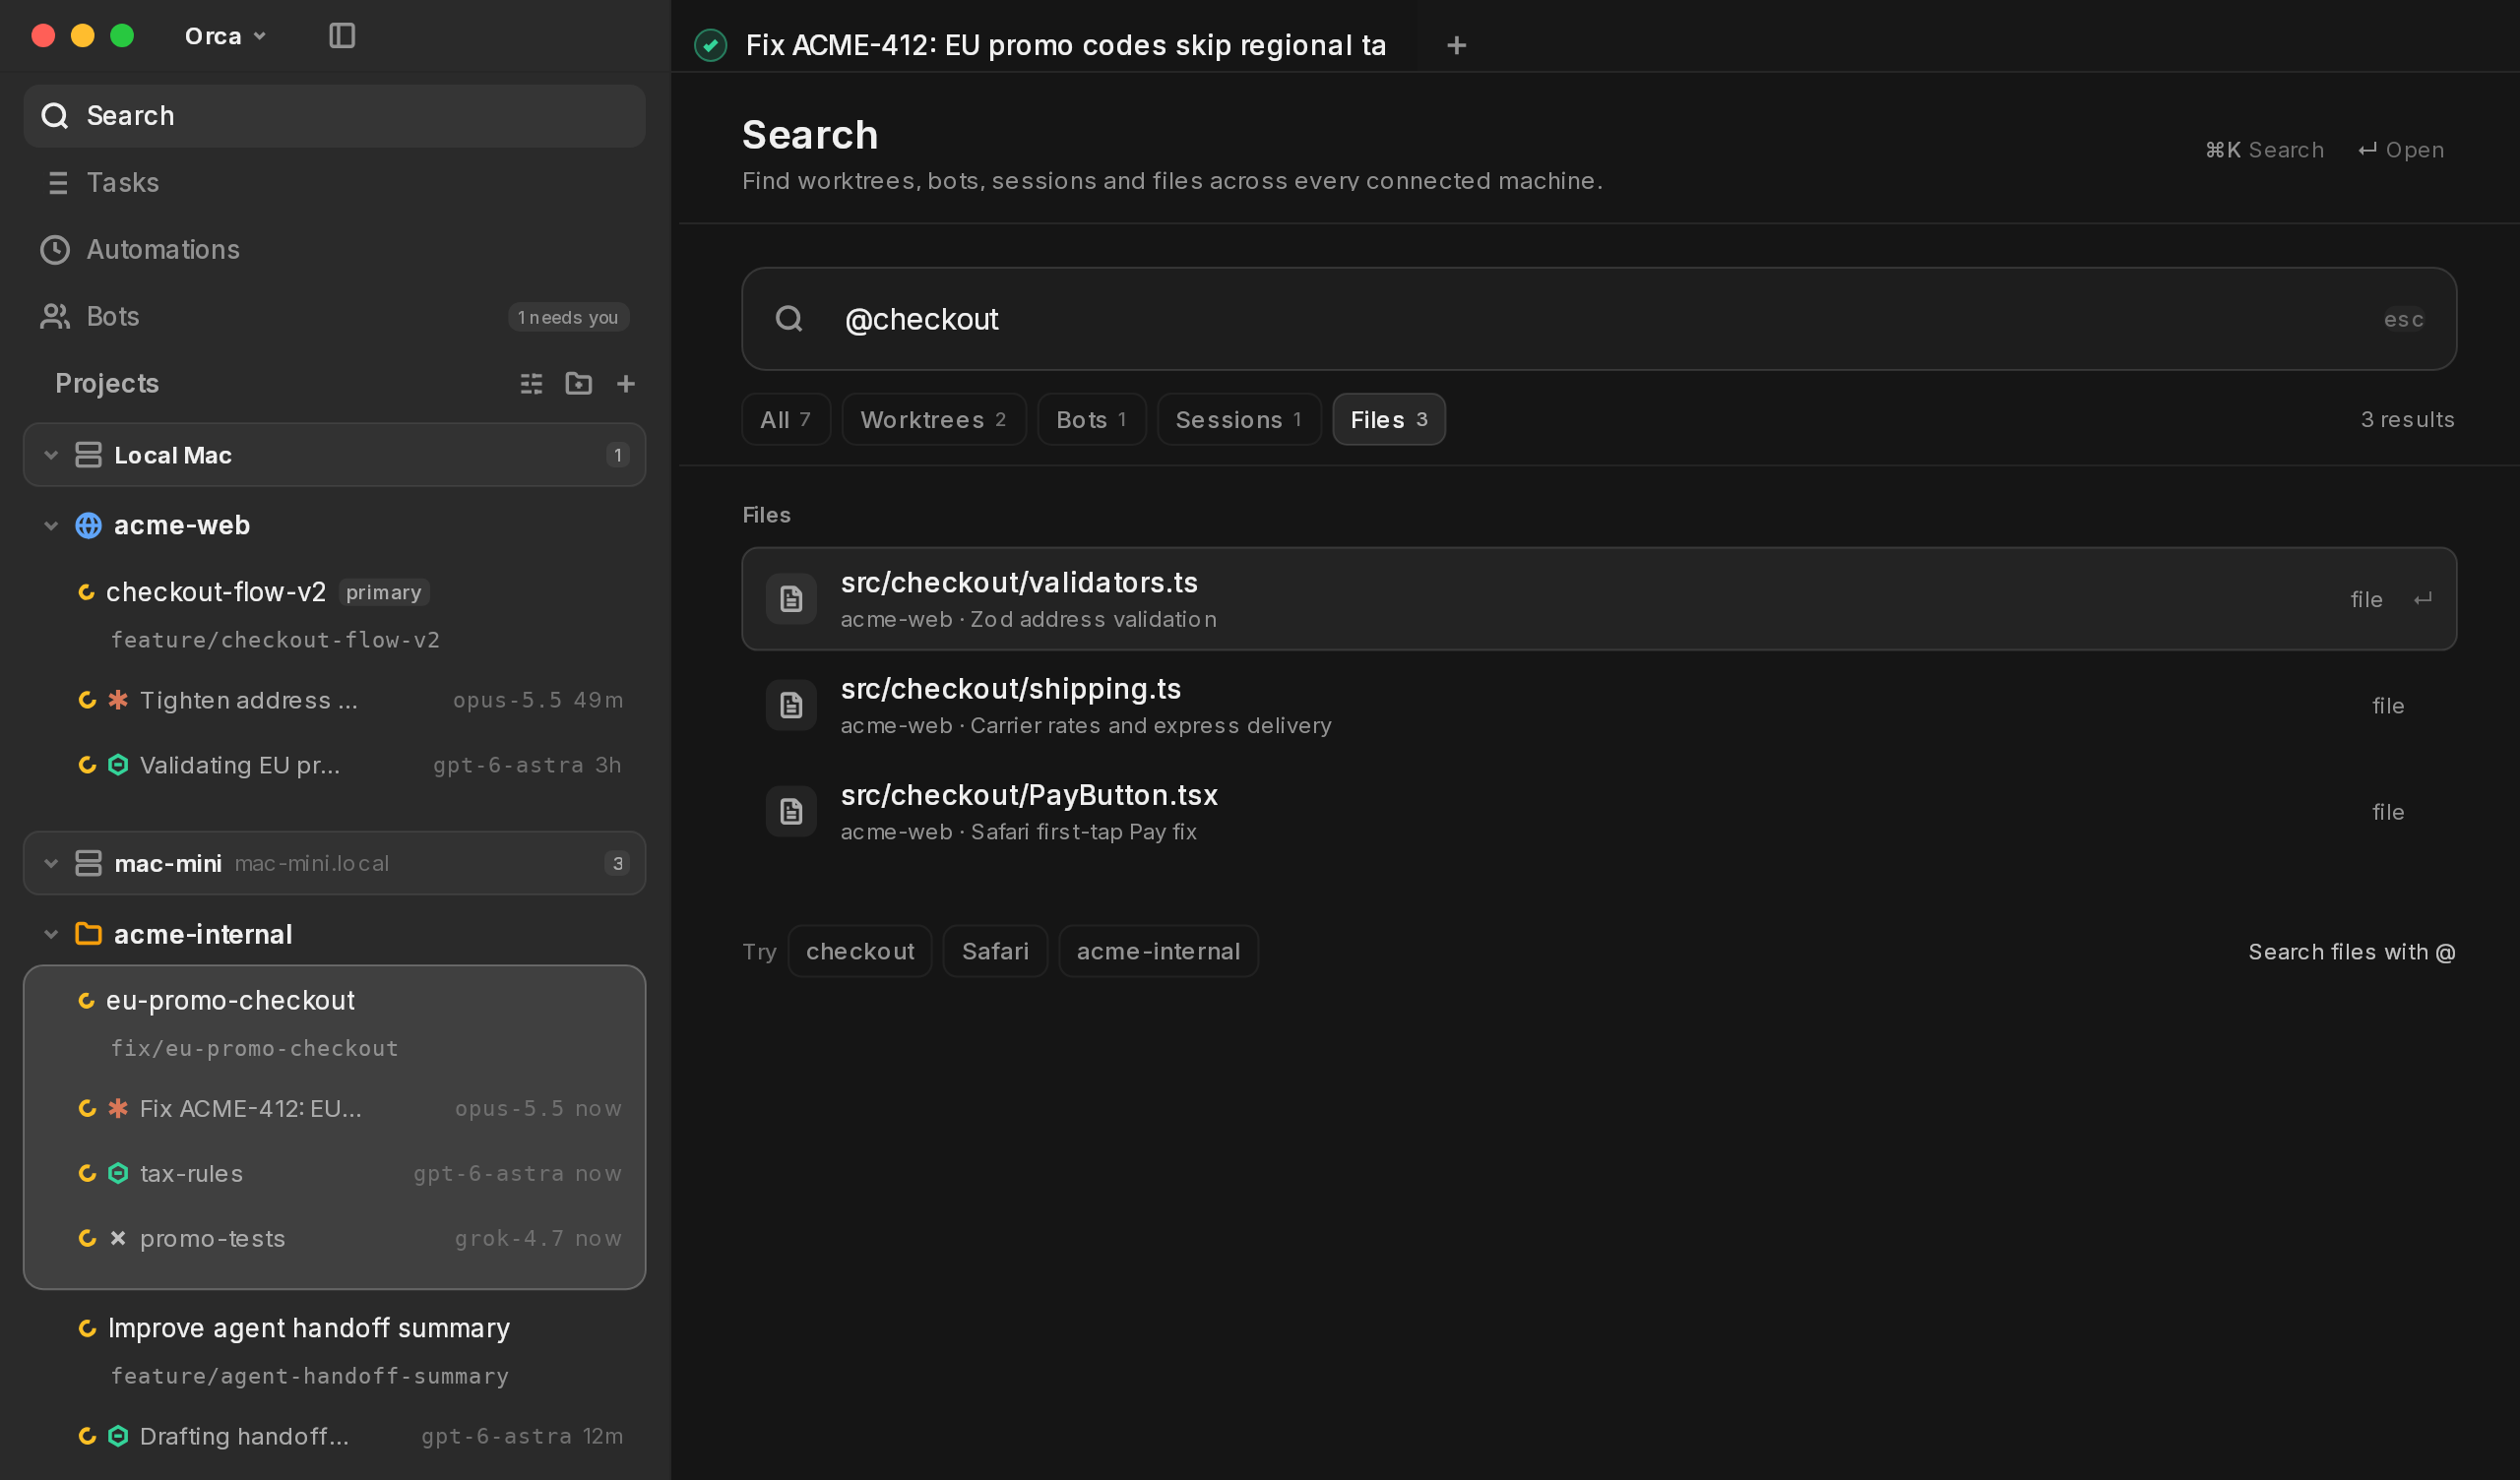 Orca
Search
Tasks
Automations
Bots 1 needs you
Projects
Local Mac 1
acme-web
checkout-flow-v2 primary
feature/checkout-flow-v2
Tighten address ... opus-5.5 49m
Validating EU pr... gpt-6-astra 3h
mac-mini mac-mini.local 3
acme-internal
eu-promo-checkout
fix/eu-promo-checkout
Fix ACME-412: EU... opus-5.5 now
tax-rules gpt-6-astra now
promo-tests grok-4.7 now
Improve agent handoff summary
feature/agent-handoff-summary
Drafting handoff... gpt-6-astra 12m
Fix ACME-412: EU promo codes skip regional ta
Search
Find worktrees, bots, sessions and files across every connected machine.
⌘K Search ↵ Open
@checkout esc
All 7 Worktrees 2 Bots 1 Sessions 1 Files 3 3 results
Files
src/checkout/validators.ts
acme-web · Zod address validation
file ↵
src/checkout/shipping.ts
acme-web · Carrier rates and express delivery
file
src/checkout/PayButton.tsx
acme-web · Safari first-tap Pay fix
file
Try checkout Safari acme-internal Search files with @